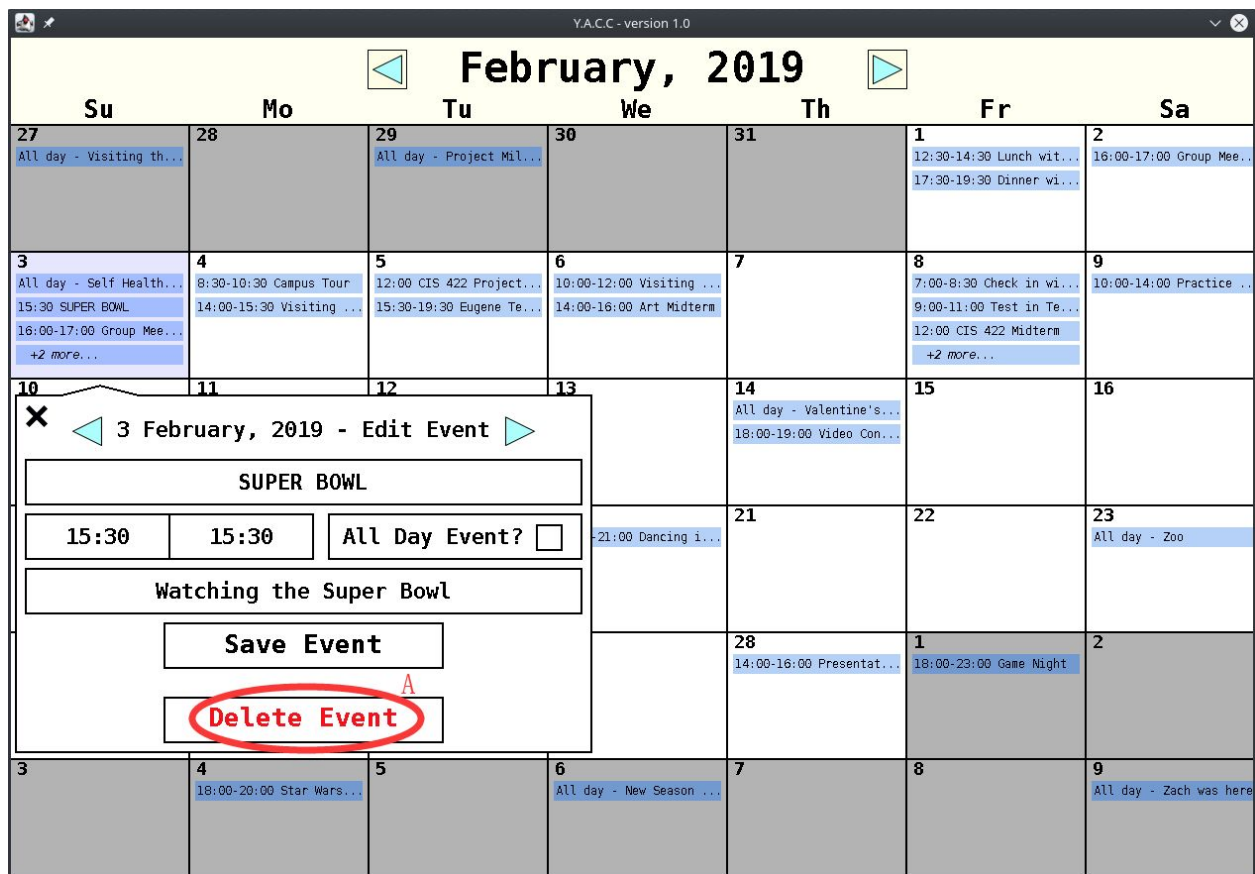 Y.A.C.C - version 1.0
February, 2019
Su Mo Tu We Th Fr Sa
27 28 29 30 31 1 2
All day - Visiting th... All day - Project Mil... 12:30-14:30 Lunch wit... 16:00-17:00 Group Mee..
17:30-19:30 Dinner wi...
3 4 5 6 7 8 9
All day - Self Health... 8:30-10:30 Campus Tour 12:00 CIS 422 Project... 10:00-12:00 Visiting ... 7:00-8:30 Check in wi... 10:00-14:00 Practice ..
15:30 SUPER BOWL 14:00-15:30 Visiting ... 15:30-19:30 Eugene Te... 14:00-16:00 Art Midterm 9:00-11:00 Test in Te...
16:00-17:00 Group Mee... 12:00 CIS 422 Midterm
+2 more... +2 more...
10 11 12 13 14 15 16
All day - Valentine's...
18:00-19:00 Video Con...
3 February, 2019 - Edit Event
SUPER BOWL
15:30 15:30 All Day Event?
Watching the Super Bowl
Save Event
A
Delete Event
21 22 23
-21:00 Dancing i... All day - Zoo
28 1 2
14:00-16:00 Presentat... 18:00-23:00 Game Night
3 4 5 6 7 8 9
18:00-20:00 Star Wars... All day - New Season ... All day - Zach was here